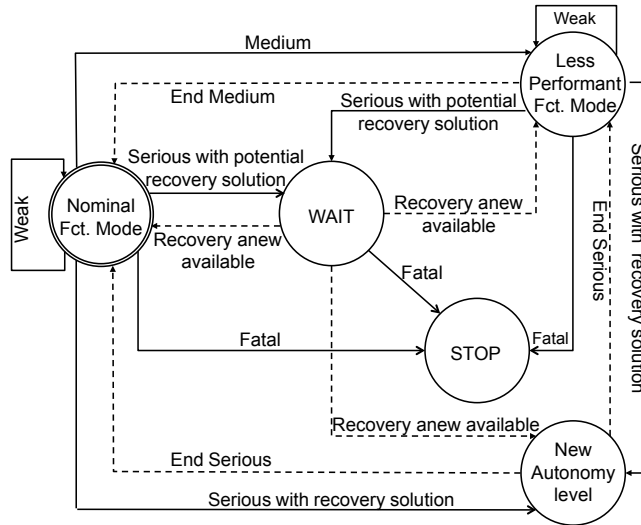 Weak
Medium
Less
Performant
Fct. Mode
End Medium
Serious with potential
recovery solution
Serious with potential
recovery solution
Weak
Nominal
Fct. Mode
WAIT
Recovery anew
available
Recovery anew
available
End Serious
Serious with recovery
solution
Fatal
Fatal
Fatal
STOP
Recovery anew available
End Serious
New
Autonomy
level
Serious with recovery solution